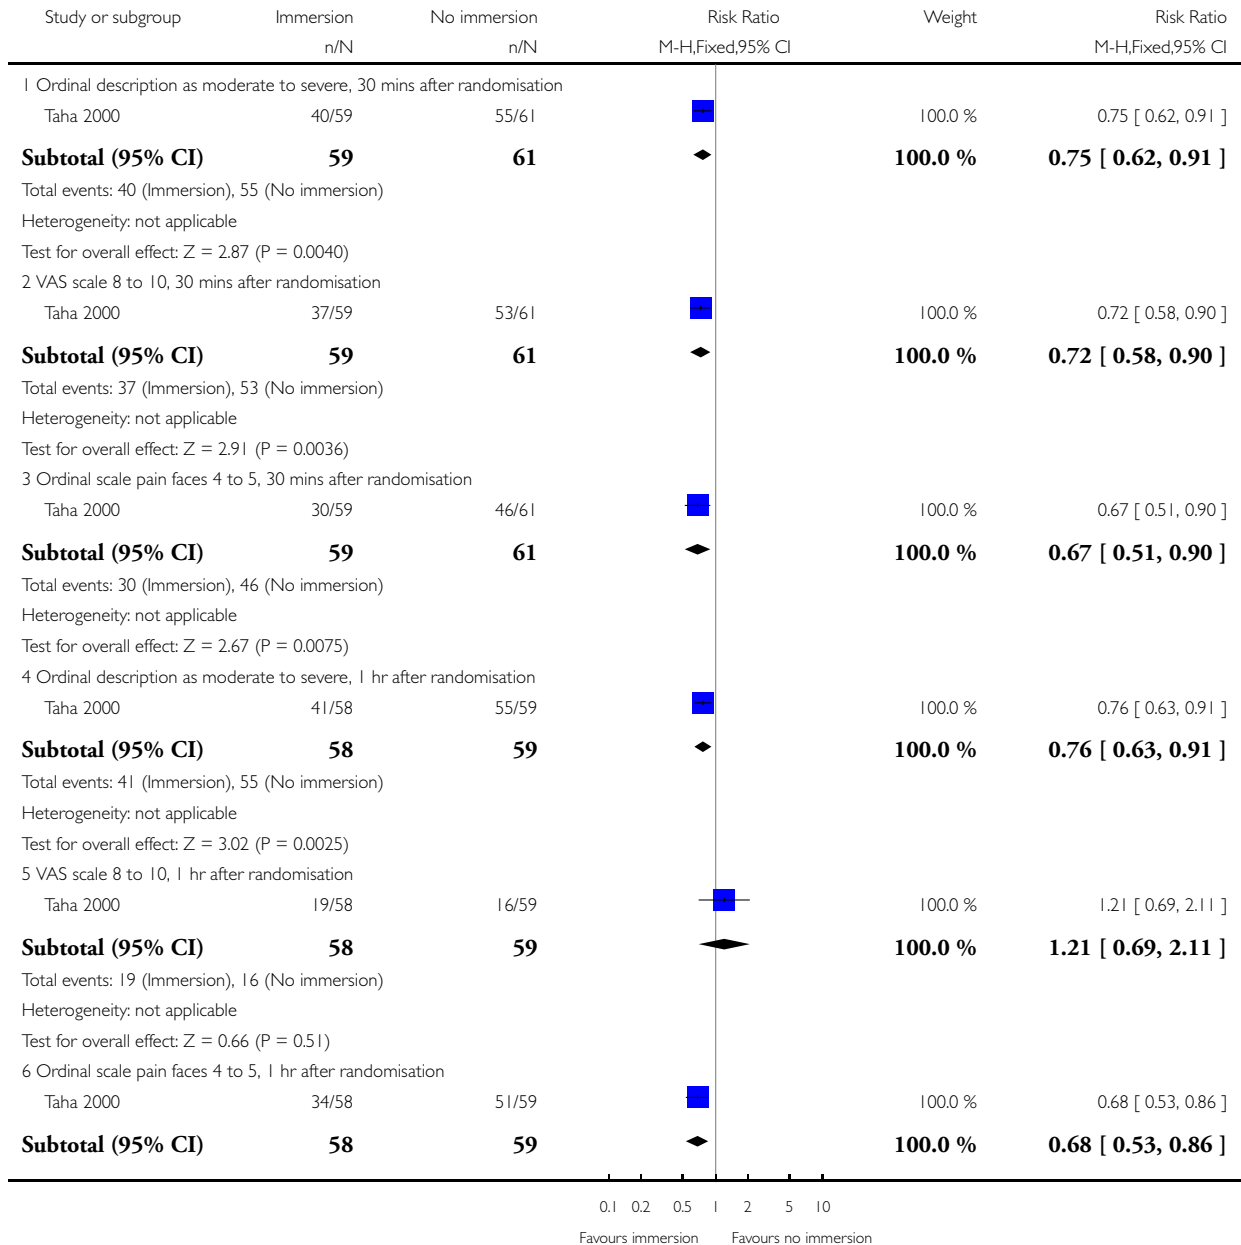 Study or subgroup Immersion No immersion Risk Ratio Weight Risk Ratio
n/N n/N M-H,Fixed,95% CI M-H,Fixed,95% CI
1 Ordinal description as moderate to severe, 30 mins after randomisation
Taha 2000 40/59 55/61 100.0 % 0.75 [ 0.62, 0.91 ]
Subtotal (95% CI) 59 61 100.0 % 0.75 [ 0.62, 0.91 ]
Total events: 40 (Immersion), 55 (No immersion)
Heterogeneity: not applicable
Test for overall effect: Z = 2.87 (P = 0.0040)
2 VAS scale 8 to 10, 30 mins after randomisation
Taha 2000 37/59 53/61 100.0 % 0.72 [ 0.58, 0.90 ]
Subtotal (95% CI) 59 61 100.0 % 0.72 [ 0.58, 0.90 ]
Total events: 37 (Immersion), 53 (No immersion)
Heterogeneity: not applicable
Test for overall effect: Z = 2.91 (P = 0.0036)
3 Ordinal scale pain faces 4 to 5, 30 mins after randomisation
Taha 2000 30/59 46/61 100.0 % 0.67 [ 0.51, 0.90 ]
Subtotal (95% CI) 59 61 100.0 % 0.67 [ 0.51, 0.90 ]
Total events: 30 (Immersion), 46 (No immersion)
Heterogeneity: not applicable
Test for overall effect: Z = 2.67 (P = 0.0075)
4 Ordinal description as moderate to severe, 1 hr after randomisation
Taha 2000 41/58 55/59 100.0 % 0.76 [ 0.63, 0.91 ]
Subtotal (95% CI) 58 59 100.0 % 0.76 [ 0.63, 0.91 ]
Total events: 41 (Immersion), 55 (No immersion)
Heterogeneity: not applicable
Test for overall effect: Z = 3.02 (P = 0.0025)
5 VAS scale 8 to 10, 1 hr after randomisation
Taha 2000 19/58 16/59 100.0 % 1.21 [ 0.69, 2.11 ]
Subtotal (95% CI) 58 59 100.0 % 1.21 [ 0.69, 2.11 ]
Total events: 19 (Immersion), 16 (No immersion)
Heterogeneity: not applicable
Test for overall effect: Z = 0.66 (P = 0.51)
6 Ordinal scale pain faces 4 to 5, 1 hr after randomisation
Taha 2000 34/58 51/59 100.0 % 0.68 [ 0.53, 0.86 ]
Subtotal (95% CI) 58 59 100.0 % 0.68 [ 0.53, 0.86 ]
0.1 0.2 0.5 1 2 5 10
Favours immersion Favours no immersion